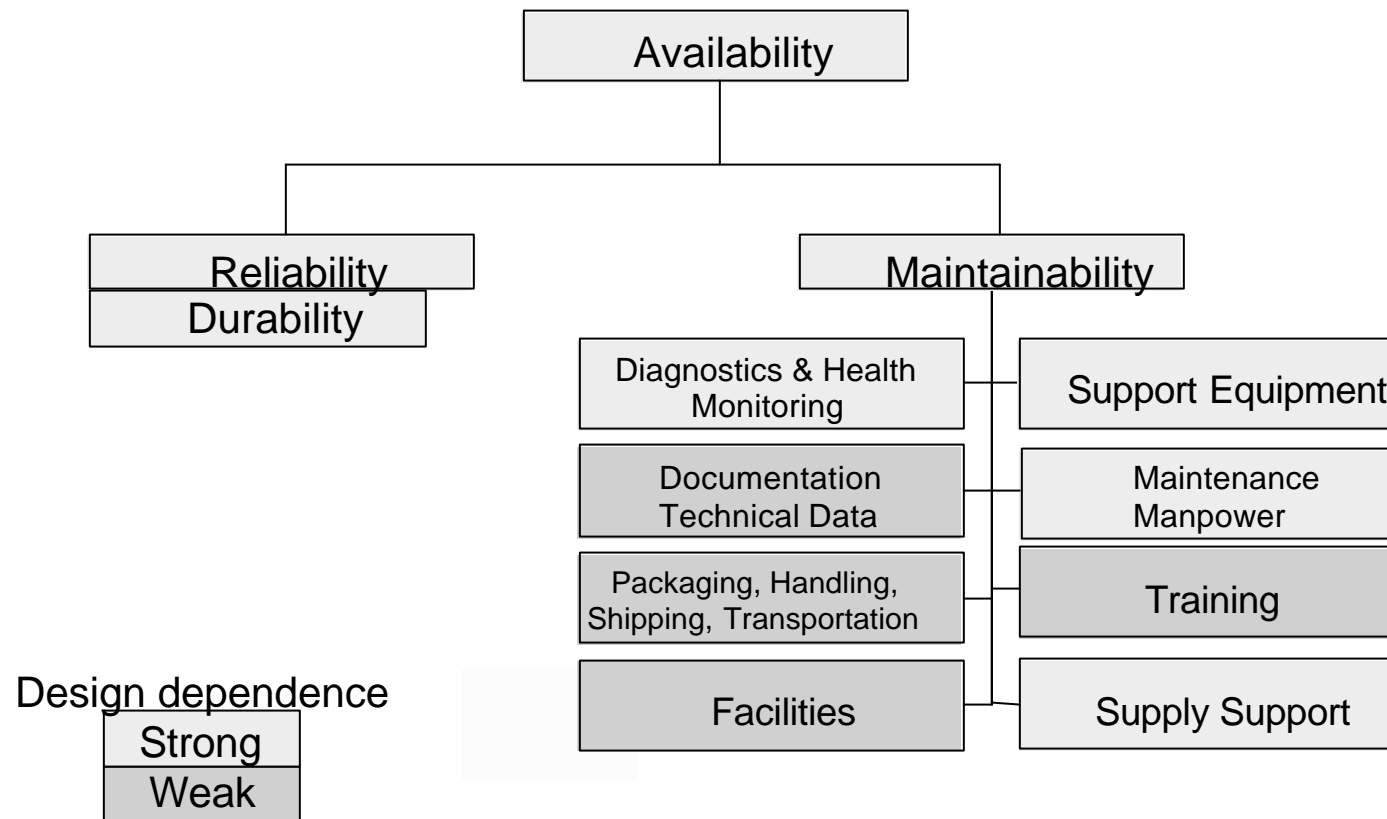 Availability
Reliability
Durability
Maintainability
Diagnostics & Health
Monitoring
Support Equipment
Documentation
Technical Data
Maintenance
Manpower
Packaging, Handling,
Shipping, Transportation
Training
Facilities
Supply Support
Design dependence
Strong
Weak